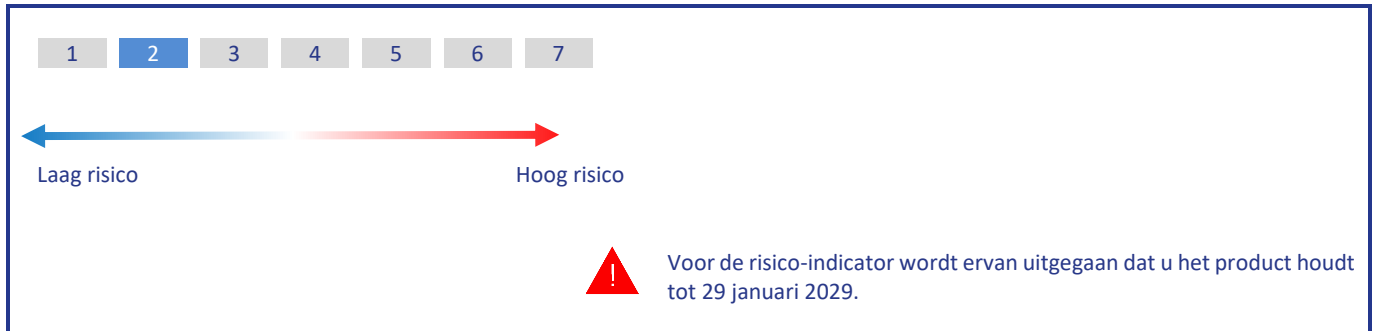 1 2 3 4 5 6 7
Laag risico Hoog risico
! Voor de risico-indicator wordt ervan uitgegaan dat u het product houdt
tot 29 januari 2029.